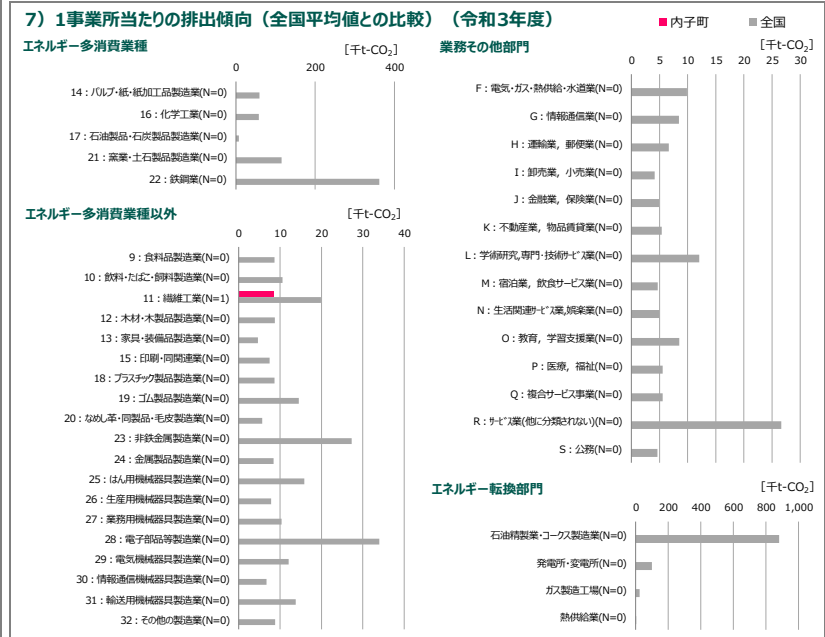 7）1事業所当たりの排出傾向（全国平均値との比較）（令和3年度）
内子町 全国
エネルギー多消費業種
[千t-CO₂]
0 200 400
14：パルプ・紙・紙加工品製造業(N=0)
16：化学工業(N=0)
17：石油製品・石炭製品製造業(N=0)
21：窯業・土石製品製造業(N=0)
22：鉄鋼業(N=0)
エネルギー多消費業種以外
[千t-CO₂]
0 10 20 30 40
9：食料品製造業(N=0)
10：飲料・たばこ・飼料製造業(N=0)
11：繊維工業(N=1)
12：木材・木製品製造業(N=0)
13：家具・装備品製造業(N=0)
15：印刷・同関連業(N=0)
18：プラスチック製品製造業(N=0)
19：ゴム製品製造業(N=0)
20：なめし革・同製品・毛皮製造業(N=0)
23：非鉄金属製造業(N=0)
24：金属製品製造業(N=0)
25：はん用機械器具製造業(N=0)
26：生産用機械器具製造業(N=0)
27：業務用機械器具製造業(N=0)
28：電子部品等製造業(N=0)
29：電気機械器具製造業(N=0)
30：情報通信機械器具製造業(N=0)
31：輸送用機械器具製造業(N=0)
32：その他の製造業(N=0)
業務その他部門
[千t-CO₂]
0 5 10 15 20 25 30
F：電気・ガス・熱供給・水道業(N=0)
G：情報通信業(N=0)
H：運輸業，郵便業(N=0)
I：卸売業，小売業(N=0)
J：金融業，保険業(N=0)
K：不動産業，物品賃貸業(N=0)
L：学術研究,専門・技術サービス業(N=0)
M：宿泊業，飲食サービス業(N=0)
N：生活関連サービス業,娯楽業(N=0)
O：教育，学習支援業(N=0)
P：医療，福祉(N=0)
Q：複合サービス事業(N=0)
R：サービス業(他に分類されない)(N=0)
S：公務(N=0)
エネルギー転換部門
[千t-CO₂]
0 200 400 600 800 1,000
石油精製業・コークス製造業(N=0)
発電所・変電所(N=0)
ガス製造工場(N=0)
熱供給業(N=0)